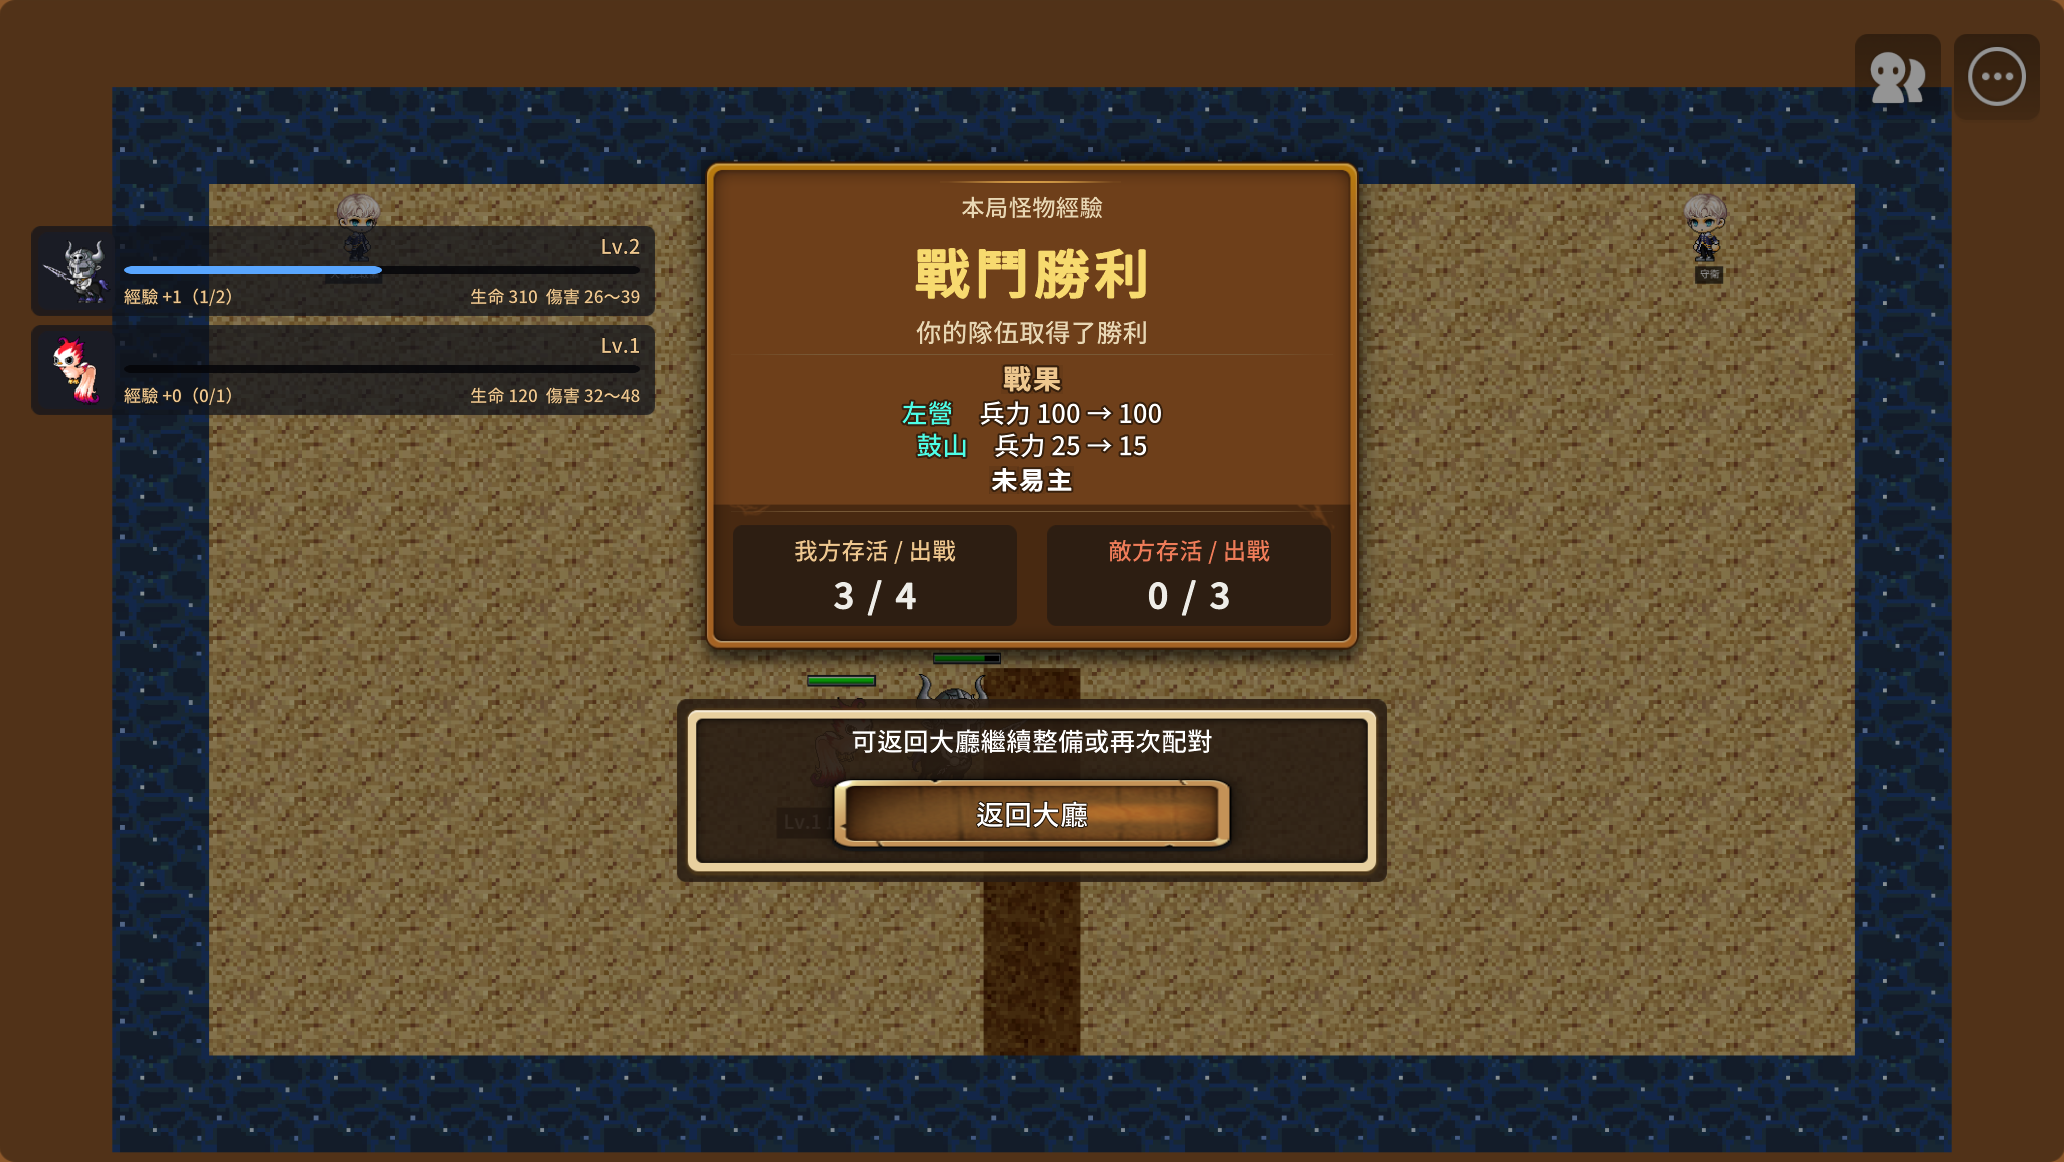 本局怪物經驗
戰鬥勝利
你的隊伍取得了勝利
戰果
左營 兵力 100 → 100
鼓山 兵力 25 → 15
未易主
我方存活 / 出戰
3 / 4
敵方存活 / 出戰
0 / 3
Lv.2
經驗 +1（1/2）
生命 310 傷害 26～39
Lv.1
經驗 +0（0/1）
生命 120 傷害 32～48
守衛
可返回大廳繼續整備或再次配對
Lv.1
返回大廳